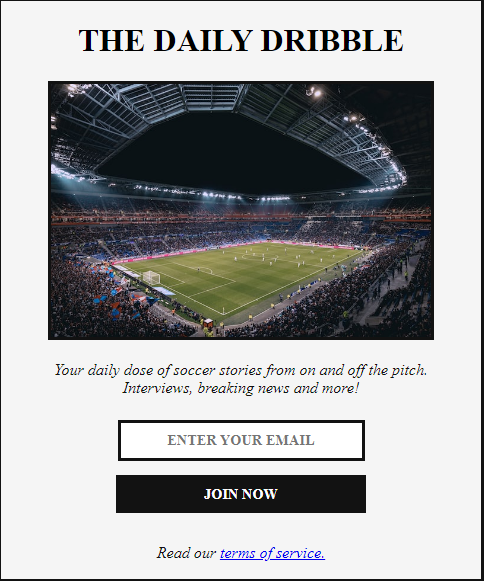 THE DAILY DRIBBLE
Your daily dose of soccer stories from on and off the pitch.
Interviews, breaking news and more!
ENTER YOUR EMAIL
JOIN NOW
Read our terms of service.